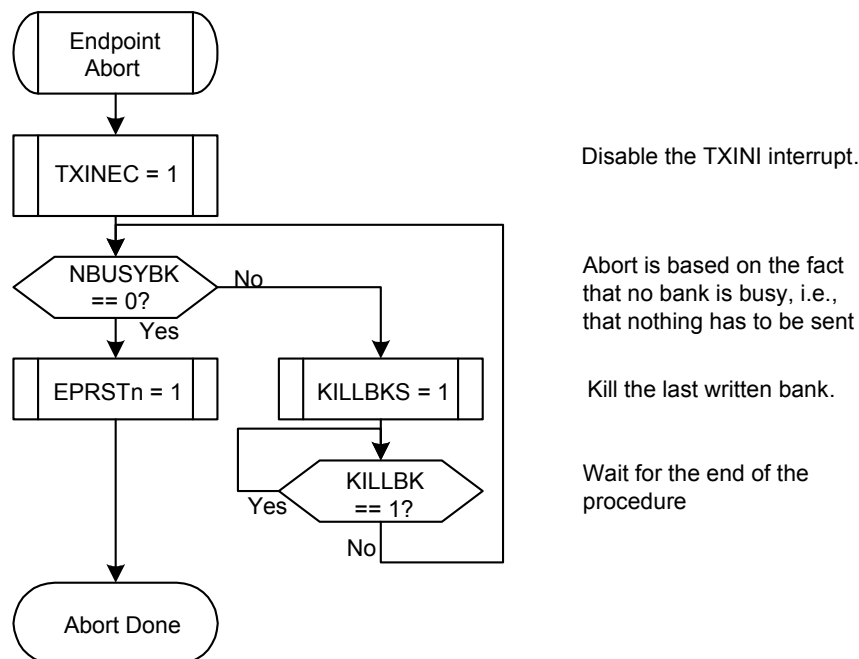 Endpoint
Abort
TXINEC = 1
Disable the TXINI interrupt.
NBUSYBK
== 0?
No
Yes
Abort is based on the fact
that no bank is busy, i.e.,
that nothing has to be sent
EPRSTn = 1
KILLBKS = 1
Kill the last written bank.
KILLBK
== 1?
Yes
No
Wait for the end of the
procedure
Abort Done